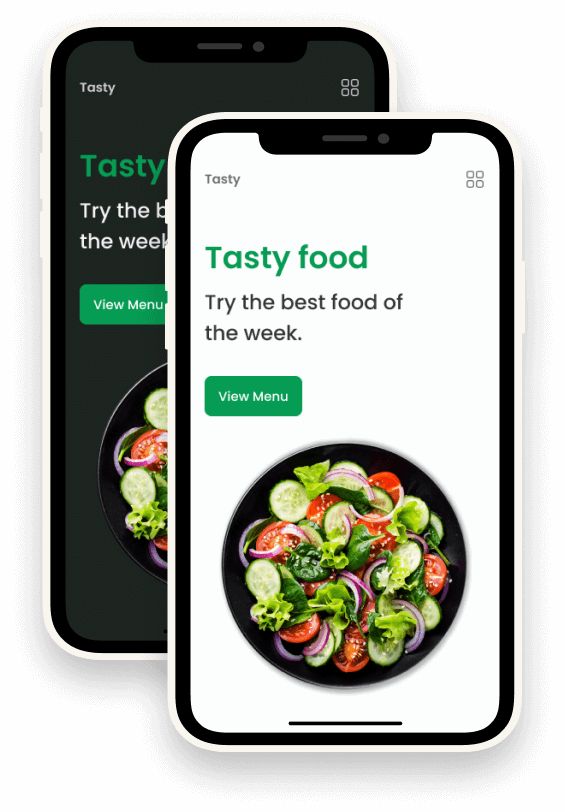 Tasty
Tasty
Try the
the week
View Menu
Tasty
Tasty food
Try the best food of
the week.
View Menu